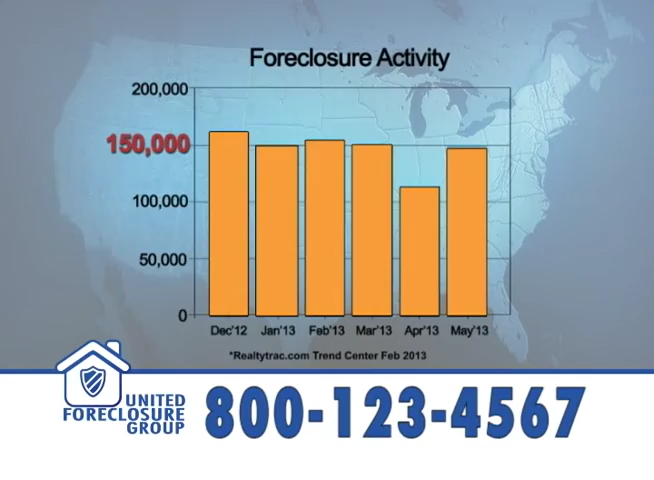 Foreclosure Activity
200,000
150,000
100,000
50,000
0
Dec'12 Jan'13 Feb'13 Mar'13 Apr'13 May'13
*Realtytrac.com Trend Center Feb 2013
UNITED
FORECLOSURE
GROUP
800-123-4567